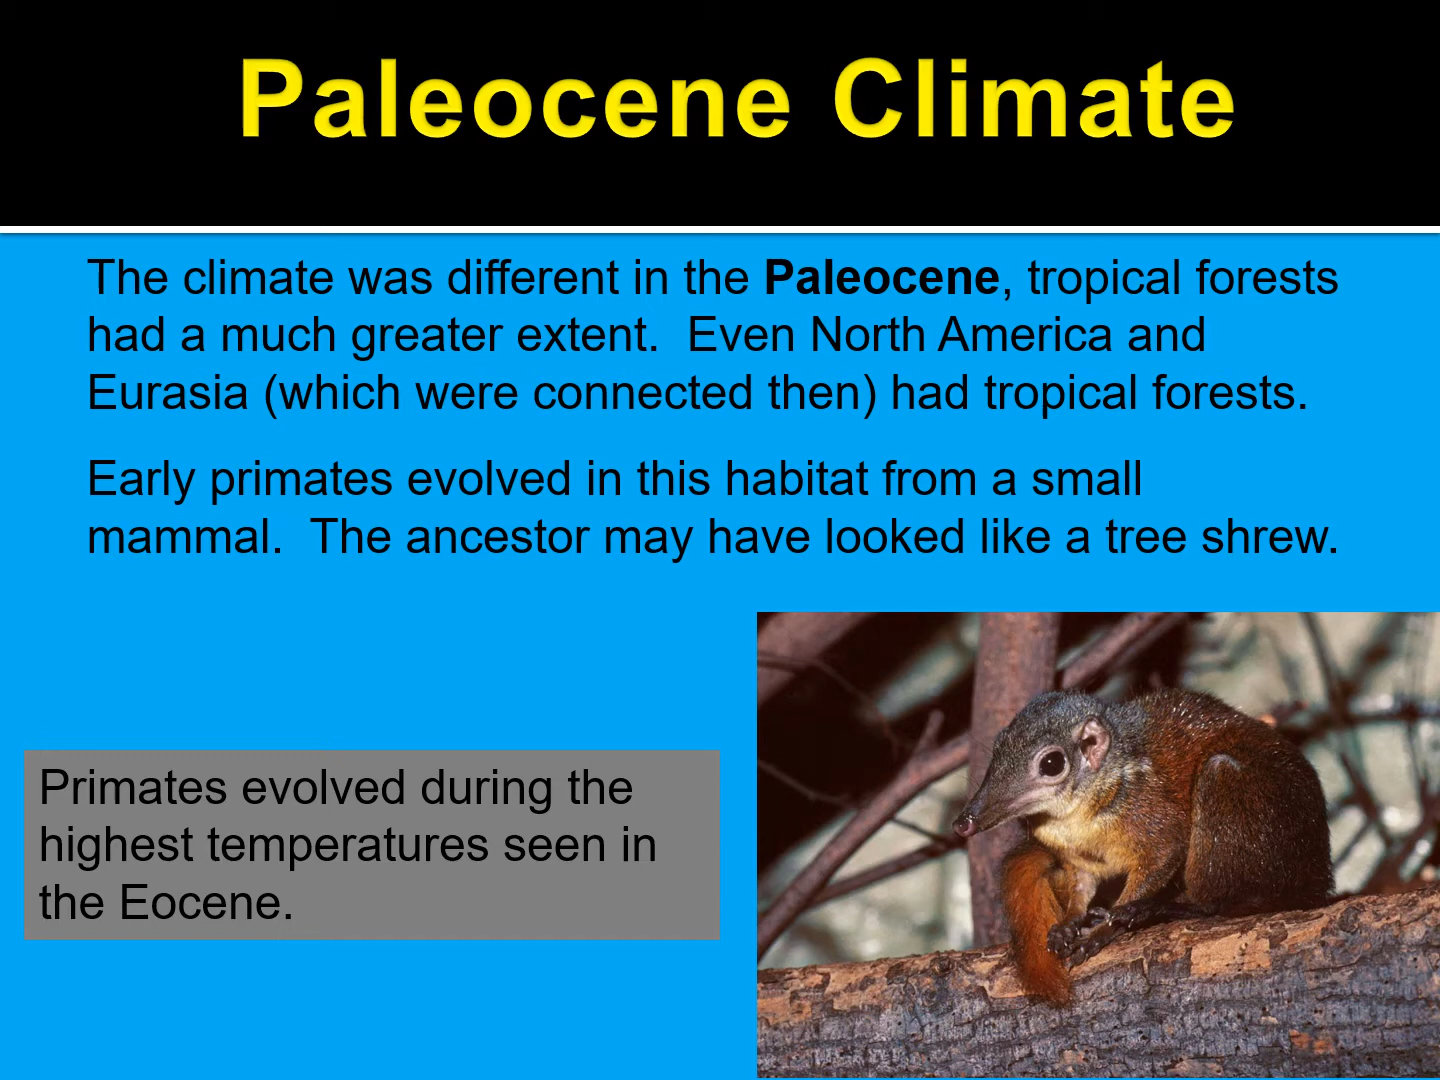 Paleocene Climate
The climate was different in the Paleocene, tropical forests
had a much greater extent.  Even North America and
Eurasia (which were connected then) had tropical forests.
Early primates evolved in this habitat from a small
mammal.  The ancestor may have looked like a tree shrew.
Primates evolved during the
highest temperatures seen in
the Eocene.